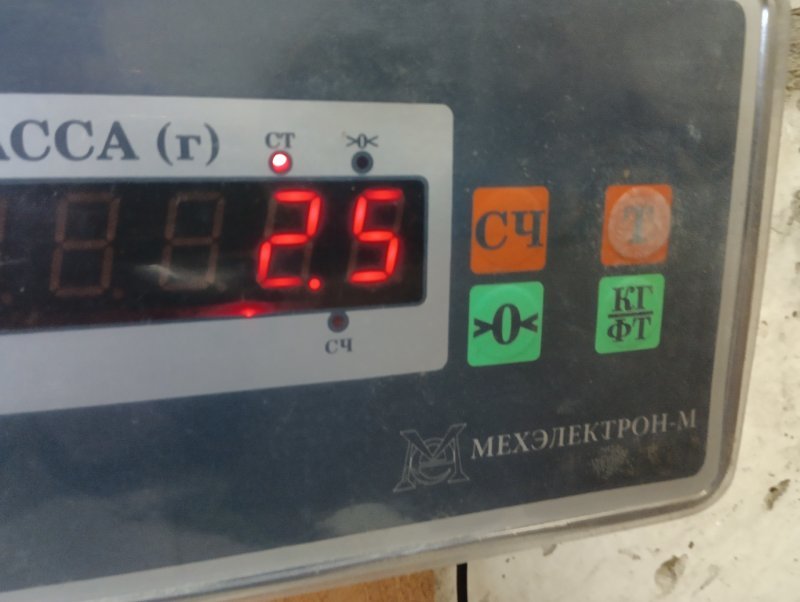 АССА (г)
СТ >0<
2.5
СЧ
СЧ Т
>0< КГ
ФТ
МЕХЭЛЕКТРОН-М